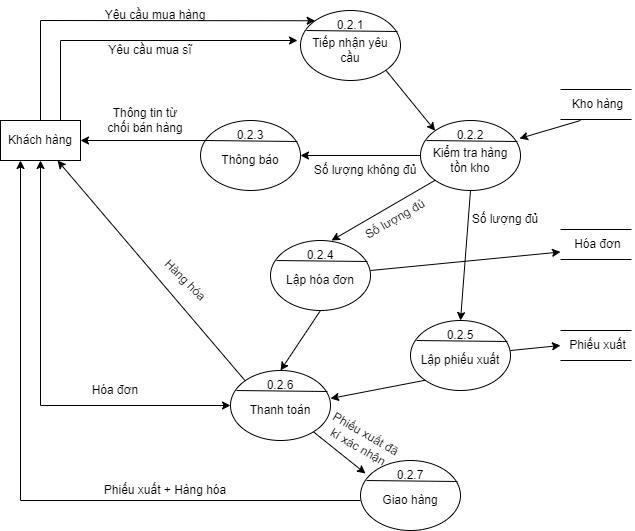 Yêu cầu mua hàng
0.2.1
Tiếp nhận yêu
cầu
Yêu cầu mua sĩ
Kho hàng
Thông tin từ
chối bán hàng
0.2.3
Thông báo
0.2.2
Kiểm tra hàng
tồn kho
Khách hàng
Số lượng không đủ
Số lượng đủ
Số lượng đủ
0.2.4
Lập hóa đơn
Hóa đơn
Hàng hóa
0.2.5
Lập phiếu xuất
Phiếu xuất
Hóa đơn
0.2.6
Thanh toán
Phiếu xuất đã
kí xác nhận
0.2.7
Giao hàng
Phiếu xuất + Hàng hóa